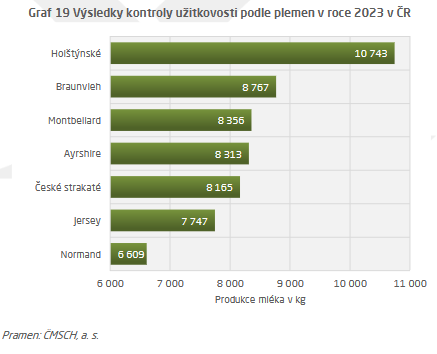 Graf 19 Výsledky kontroly užitkovosti podle plemen v roce 2023 v ČR
Holštýnské 10 743
Braunvieh 8 767
Montbeliard 8 356
Ayrshire 8 313
České strakaté 8 165
Jersey 7 747
Normand 6 609
6 000 7 000 8 000 9 000 10 000 11 000
Produkce mléka v kg
Pramen: ČMSCH, a. s.